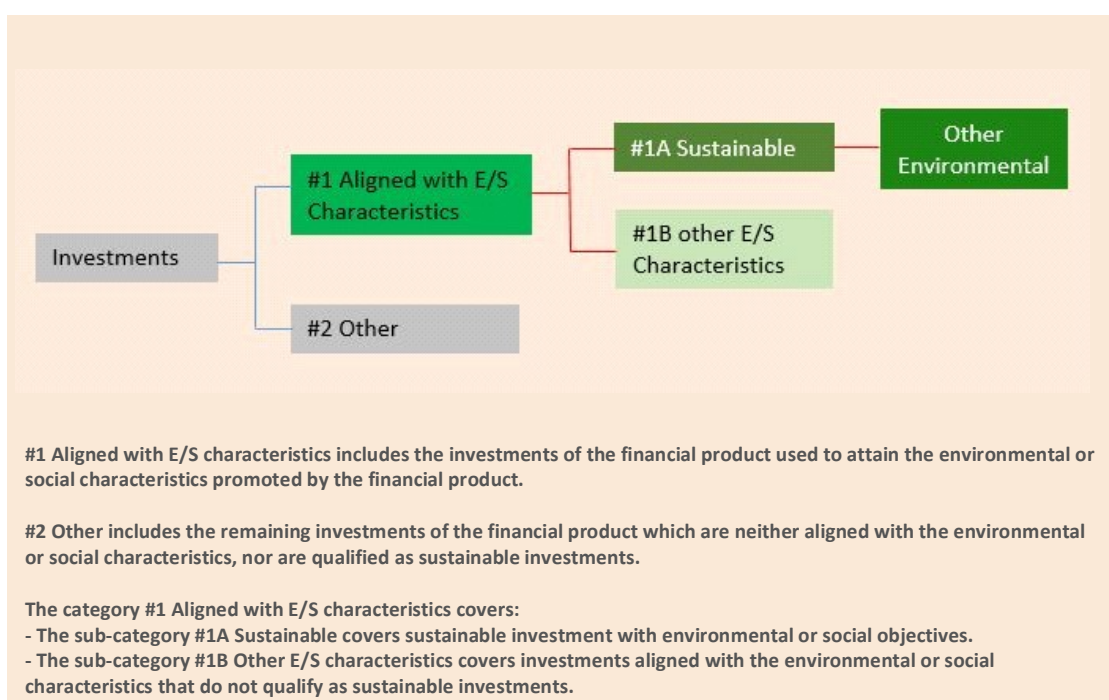 Investments
#1 Aligned with E/S
Characteristics
#2 Other
#1A Sustainable
#1B other E/S
Characteristics
Other
Environmental
#1 Aligned with E/S characteristics includes the investments of the financial product used to attain the environmental or
social characteristics promoted by the financial product.
#2 Other includes the remaining investments of the financial product which are neither aligned with the environmental
or social characteristics, nor are qualified as sustainable investments.
The category #1 Aligned with E/S characteristics covers:
- The sub-category #1A Sustainable covers sustainable investment with environmental or social objectives.
- The sub-category #1B Other E/S characteristics covers investments aligned with the environmental or social
characteristics that do not qualify as sustainable investments.